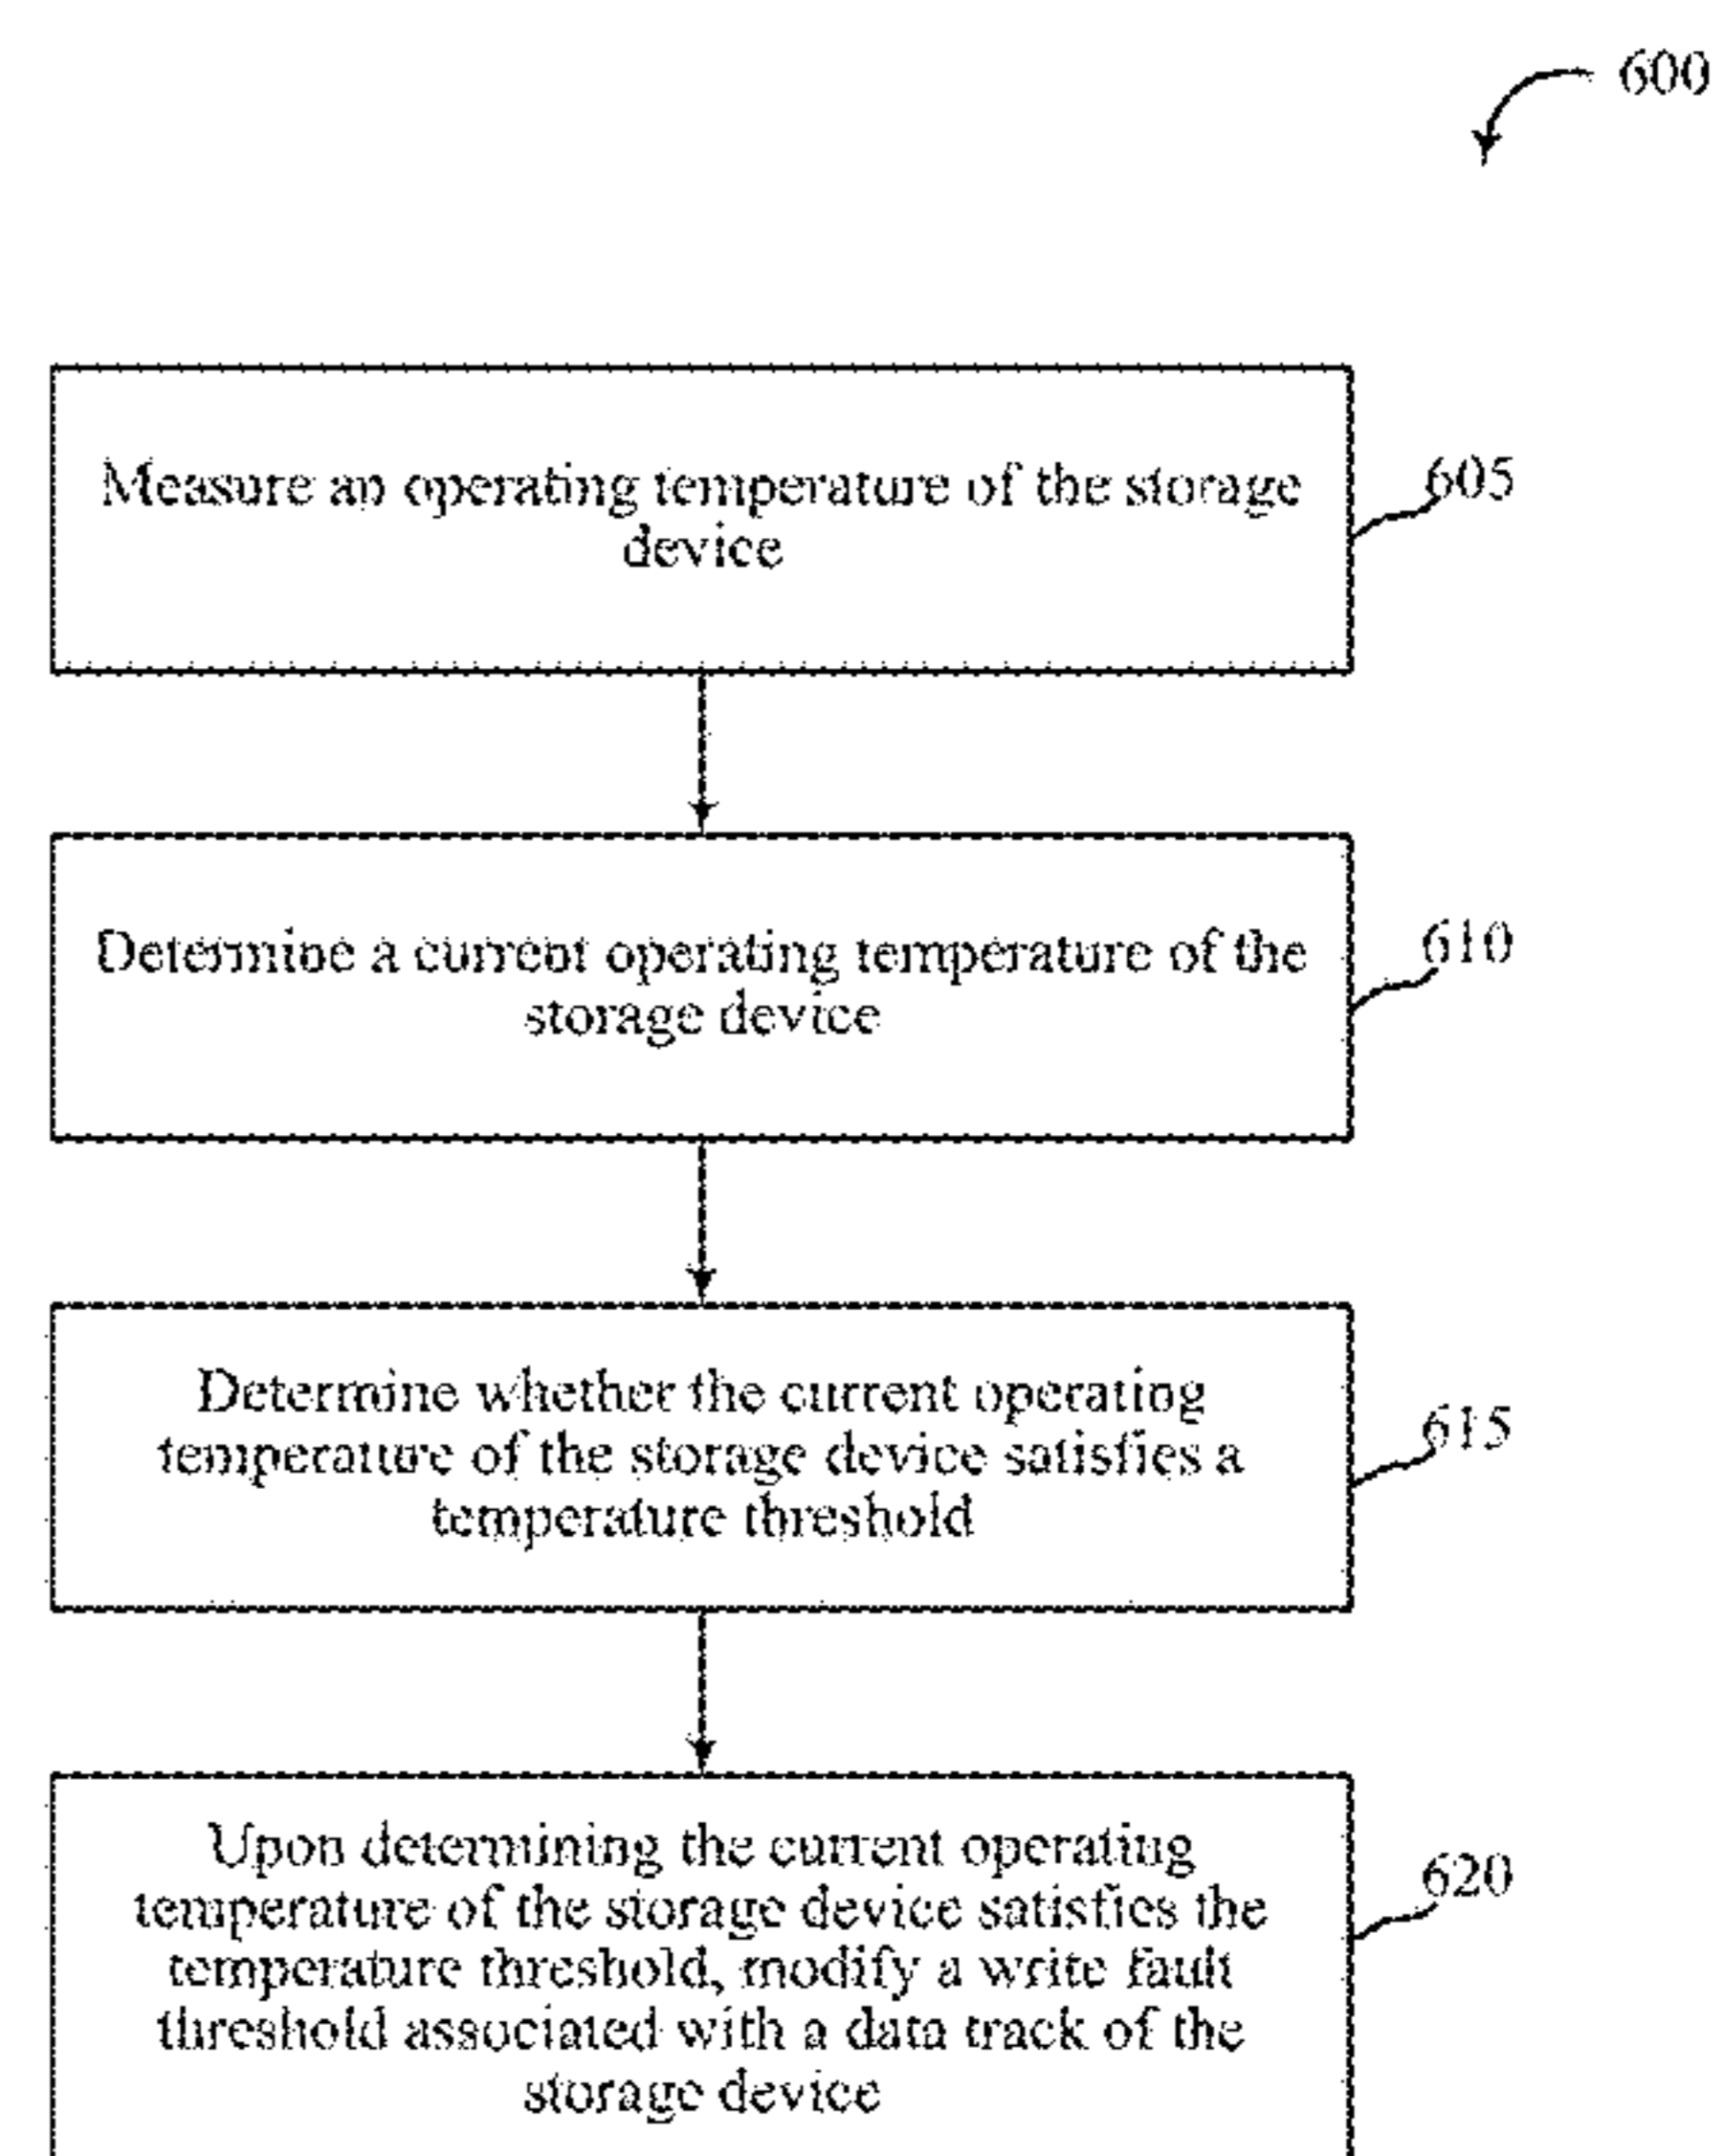 600
Measure an operating temperature of the storage
device
605
Determine a current operating temperature of the
storage device
610
Determine whether the current operating
temperature of the storage device satisfies a
temperature threshold
615
Upon determining the current operating
temperature of the storage device satisfies the
temperature threshold, modify a write fault
threshold associated with a data track of the
storage device
620